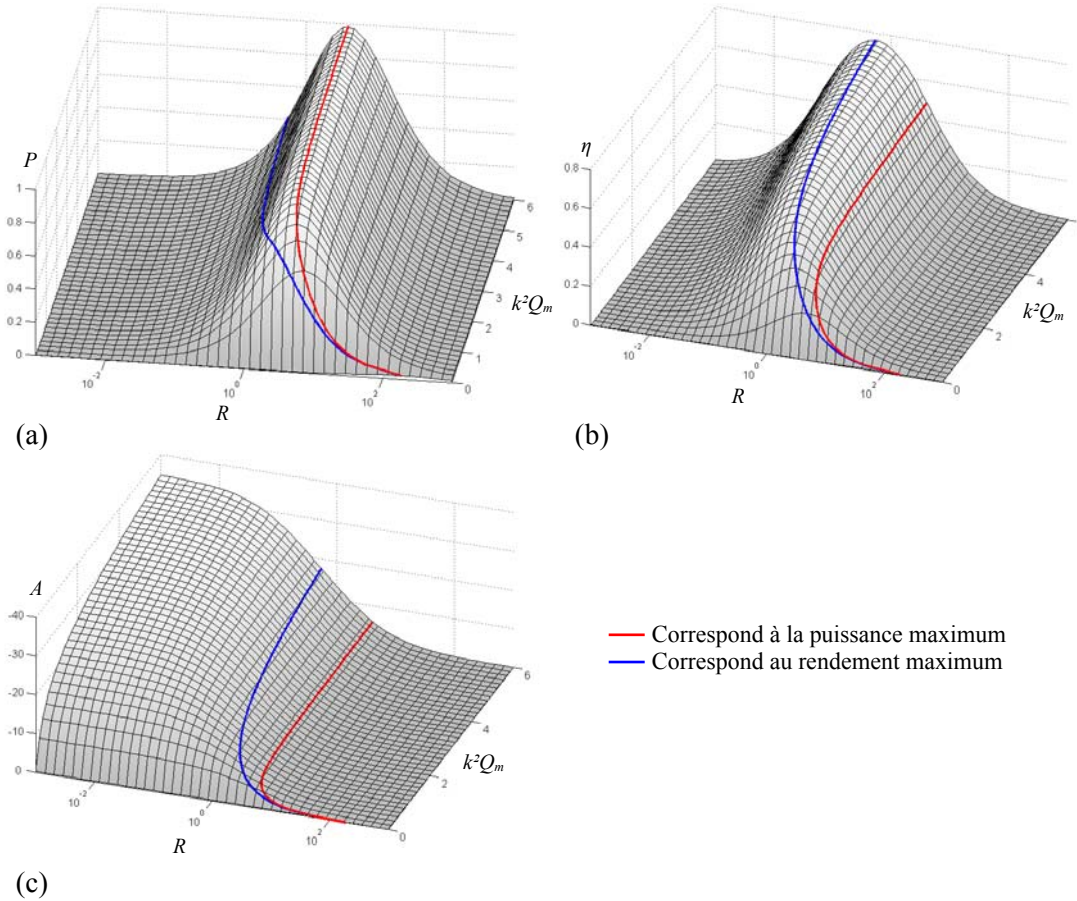 P
1
0.8
0.6
0.4
0.2
0
10⁻²
10⁰
10²
R
0
1
2
3
4
5
6
k²Qₘ
(a)
η
0.8
0.6
0.4
0.2
0
10⁻²
10⁰
10²
R
0
2
4
k²Qₘ
(b)
A
-40
-30
-20
-10
0
10⁻²
10⁰
10²
R
0
2
4
6
k²Qₘ
(c)
Correspond à la puissance maximum
Correspond au rendement maximum